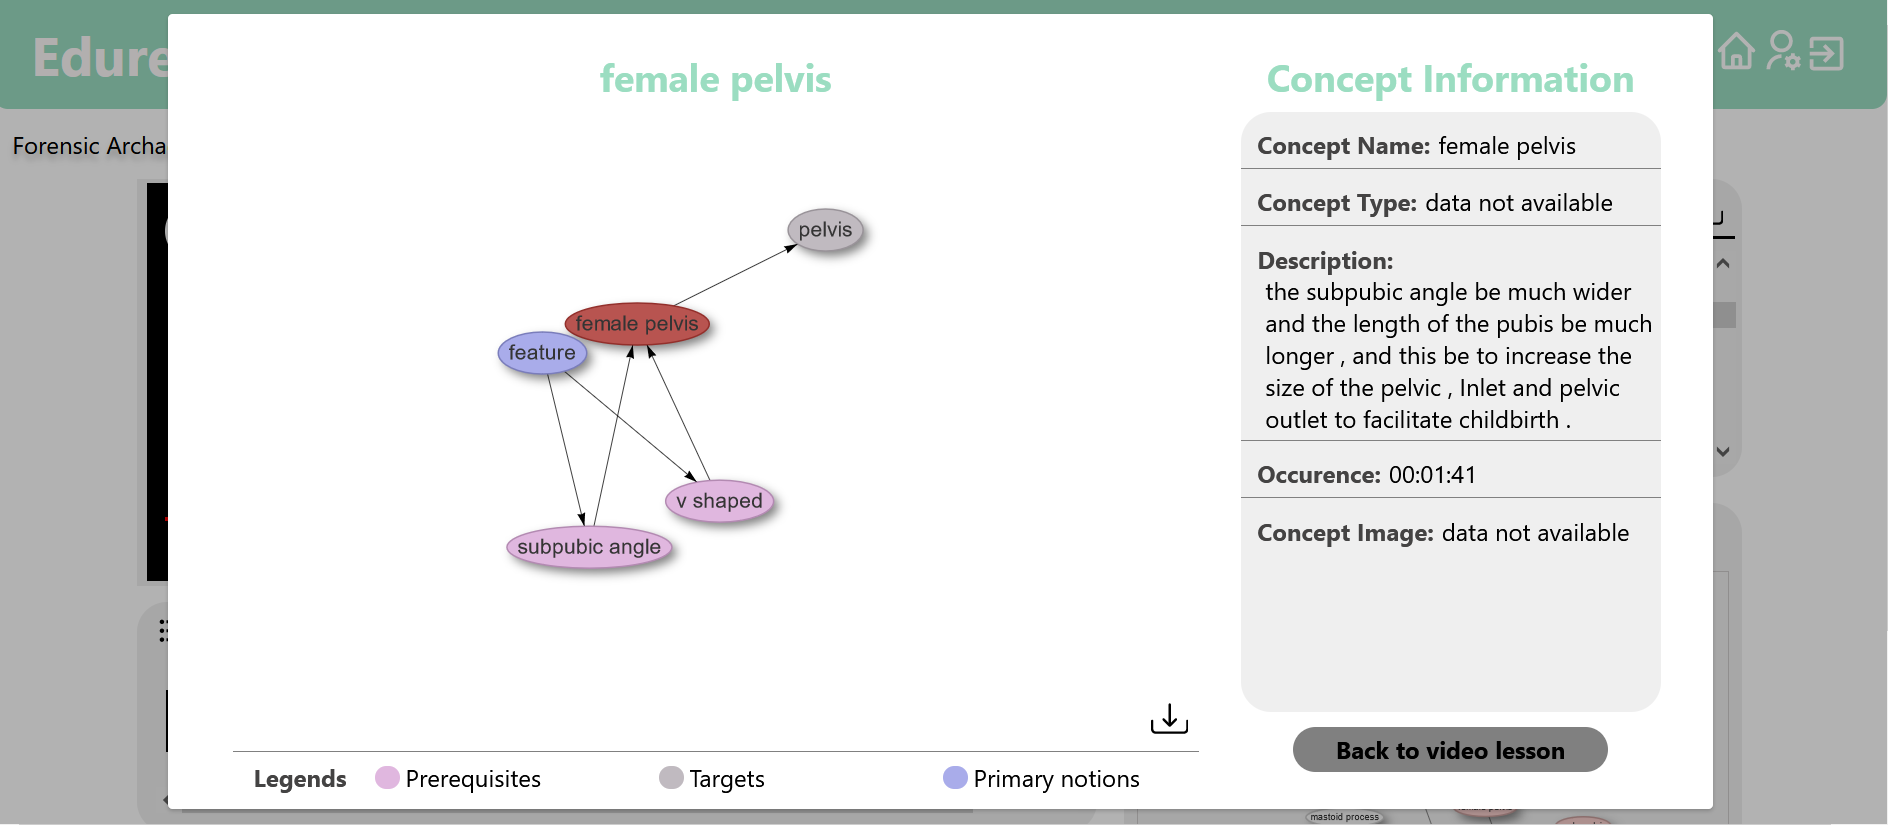 Edure
Forensic Archa
female pelvis
pelvis
female pelvis
feature
v shaped
subpubic angle
Legends
Prerequisites
Targets
Primary notions
Concept Information
Concept Name: female pelvis
Concept Type: data not available
Description:
the subpubic angle be much wider
and the length of the pubis be much
longer , and this be to increase the
size of the pelvic , Inlet and pelvic
outlet to facilitate childbirth .
Occurence: 00:01:41
Concept Image: data not available
Back to video lesson
mastoid process